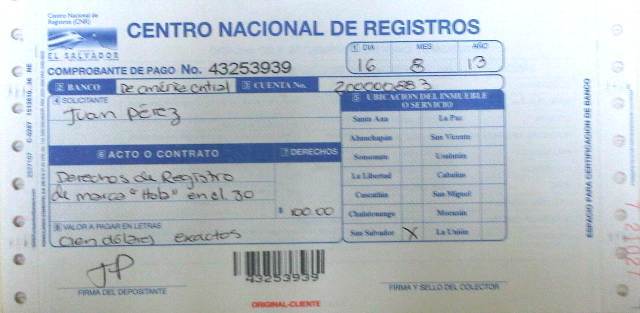 Centro Nacional de
Registros (CNR)
EL SALVADOR
CENTRO NACIONAL DE REGISTROS
1 DIA MES AÑO
16 8 13
COMPROBANTE DE PAGO No. 43253939
2 BANCO De américa central 3 CUENTA No. 200000883
4 SOLICITANTE
Juan Pérez
5 UBICACION DEL INMUEBLE
O SERVICIO
Santa Ana La Paz
Ahuachapán San Vicente
Sonsonate Usulután
La Libertad Cabañas
Cuscatlán San Miguel
Chalatenango Morazán
San Salvador X La Unión
6 ACTO O CONTRATO 7 DERECHOS
Derechos de Registro
de marca "Hola" en el 30
$ 100.00
8 VALOR A PAGAR EN LETRAS
Cien dólares exactos
JP
FIRMA DEL DEPOSITANTE
43253939
ORIGINAL-CLIENTE
FIRMA Y SELLO DEL COLECTOR
ESPACIO PARA CERTIFICACION DE BANCO